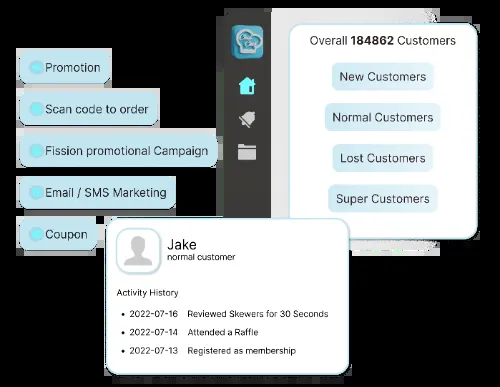 Overall 184862 Customers
New Customers
Normal Customers
Lost Customers
Super Customers
Promotion
Scan code to order
Fission promotional Campaign
Email / SMS Marketing
Coupon
Jake
normal customer
Activity History
2022-07-16 Reviewed Skewers for 30 Seconds
2022-07-14 Attended a Raffle
2022-07-13 Registered as membership